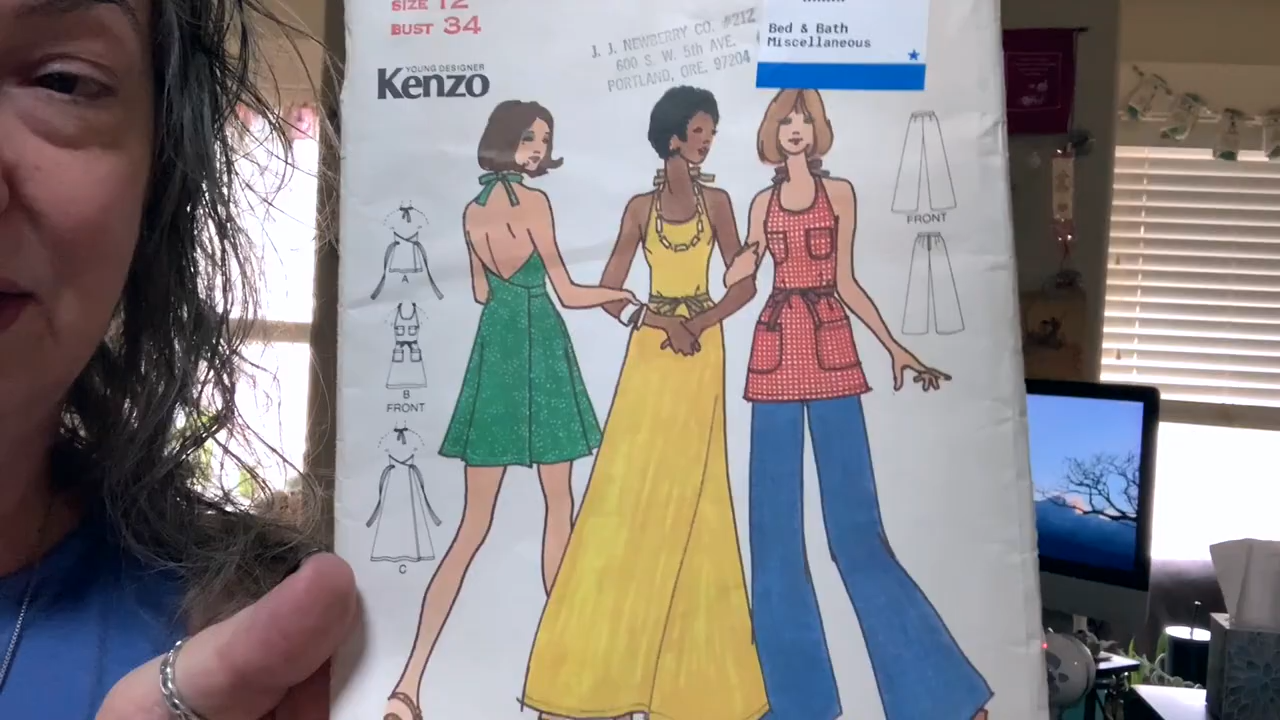 SIZE 12
BUST 34
YOUNG DESIGNER
Kenzo
J. J. NEWBERRY CO. #212
600 S. W. 5th AVE.
PORTLAND, ORE. 97204
Bed & Bath
Miscellaneous
A
B
FRONT
C
FRONT